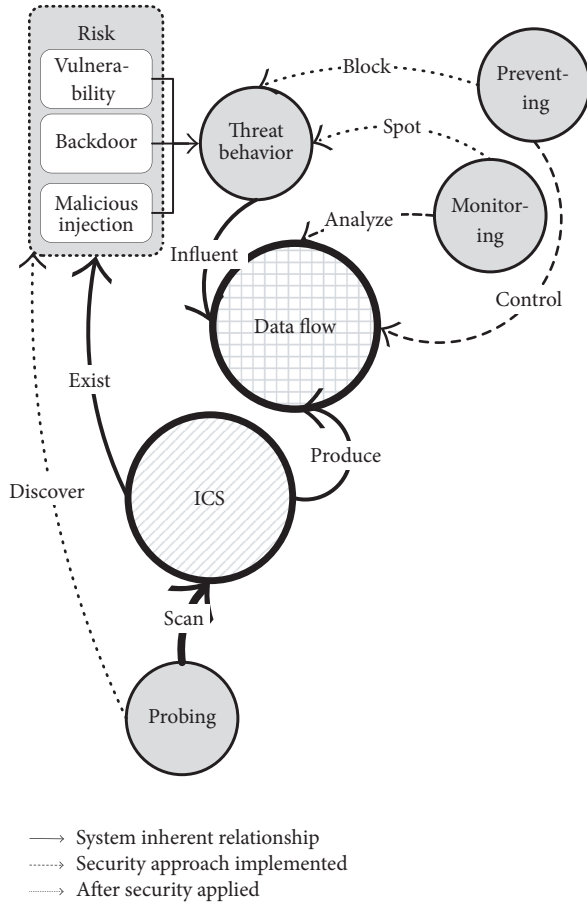 Risk
Vulnera-
bility
Backdoor
Malicious
injection
Threat
behavior
Block
Prevent-
ing
Spot
Monitor-
ing
Analyze
Influent
Control
Data flow
Exist
Produce
Discover
ICS
Scan
Probing
System inherent relationship
Security approach implemented
After security applied